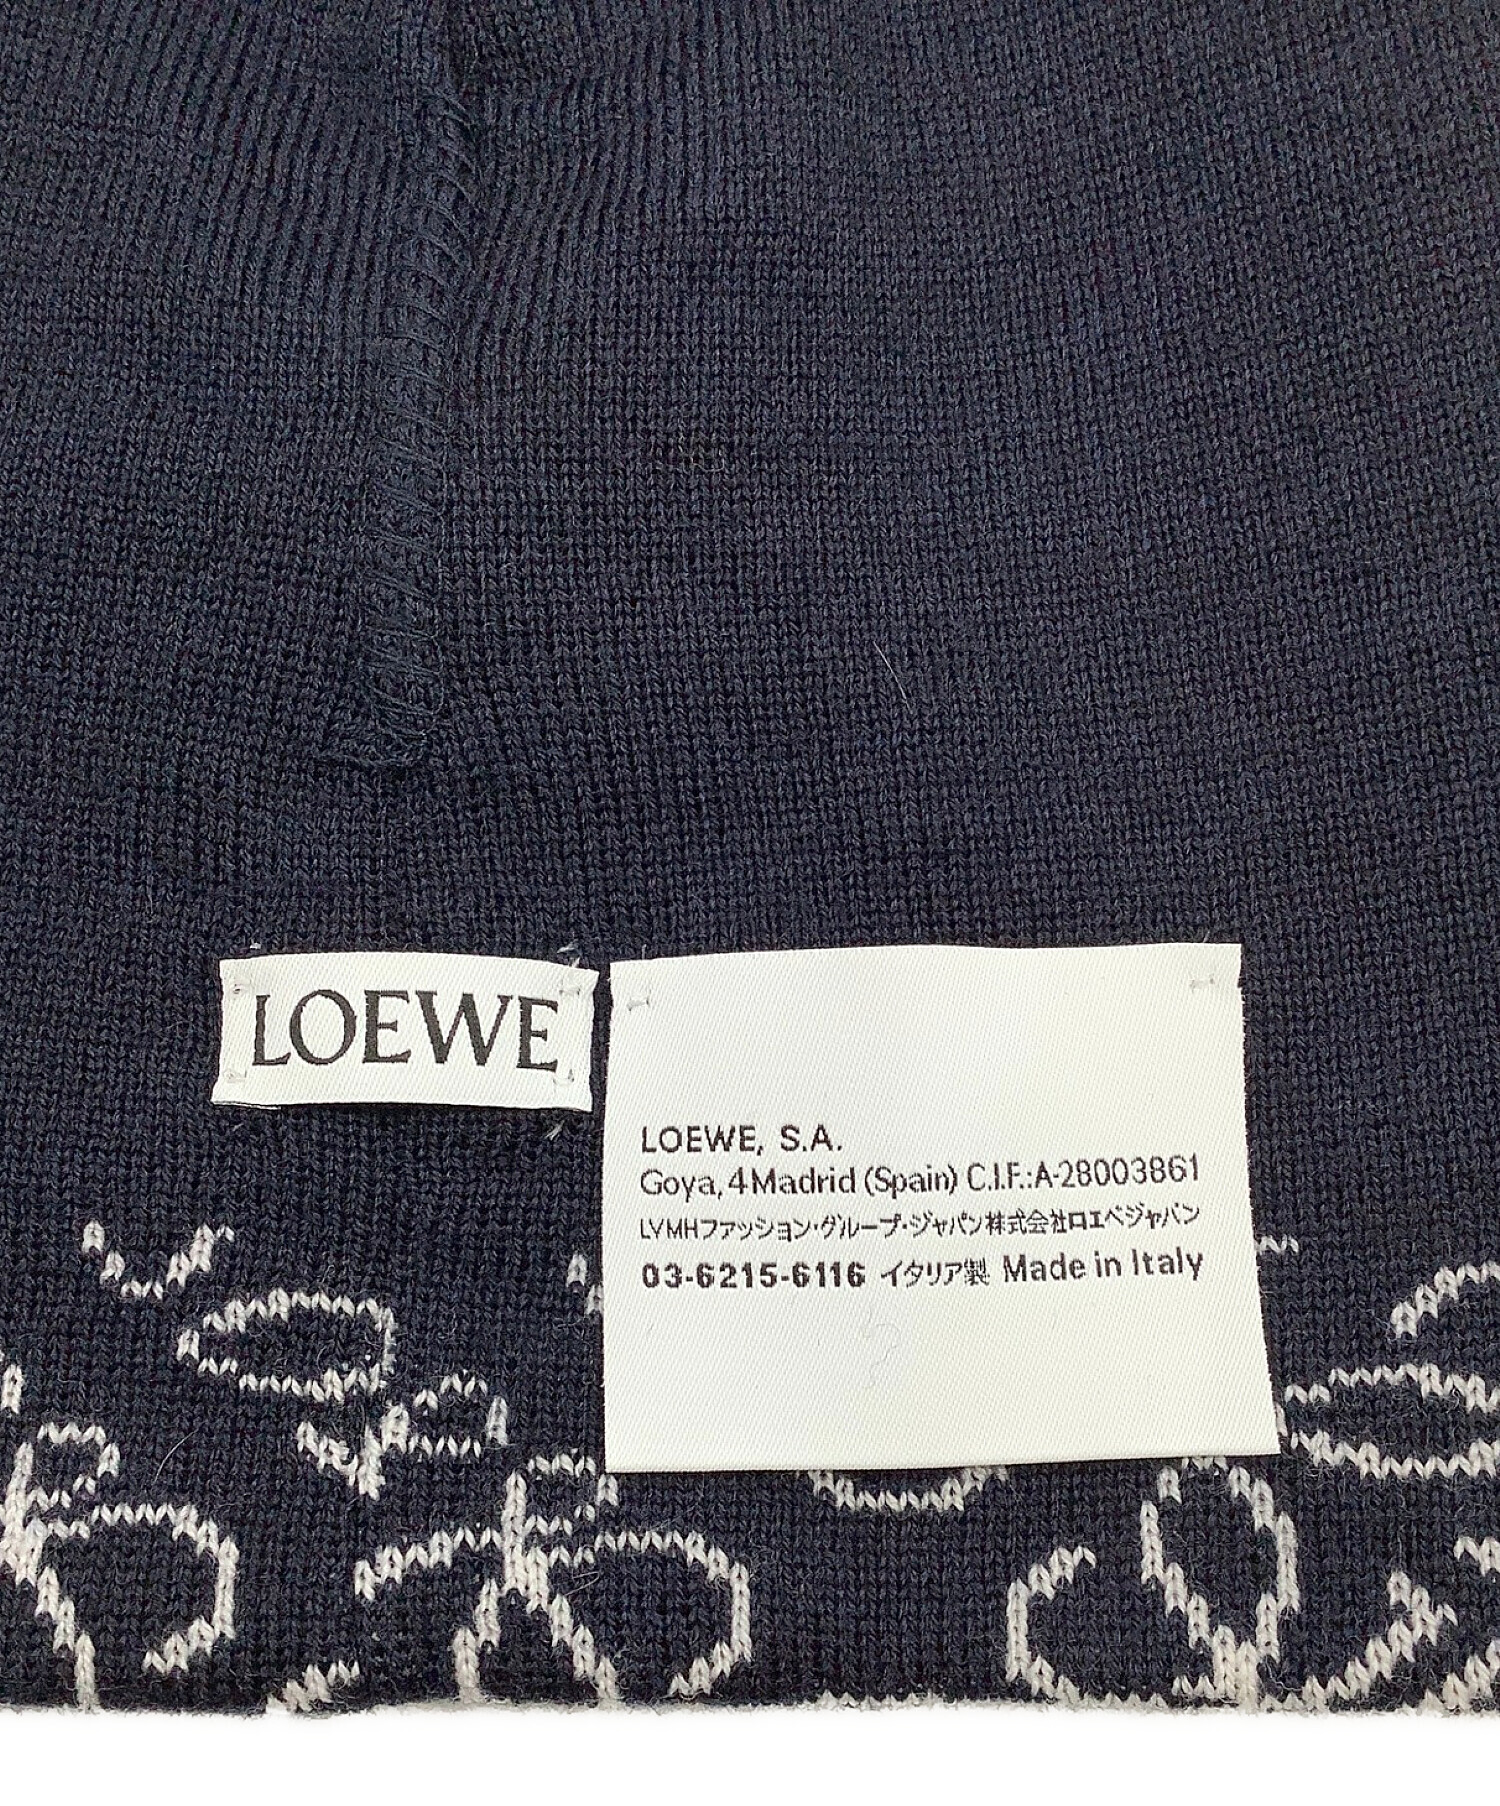 LOEWE
LOEWE, S.A.
Goya, 4 Madrid (Spain) C.I.F.:A-28003861
LVMHファッション・グループ・ジャパン株式会社ロエベジャパン
03-6215-6116 イタリア製 Made in Italy